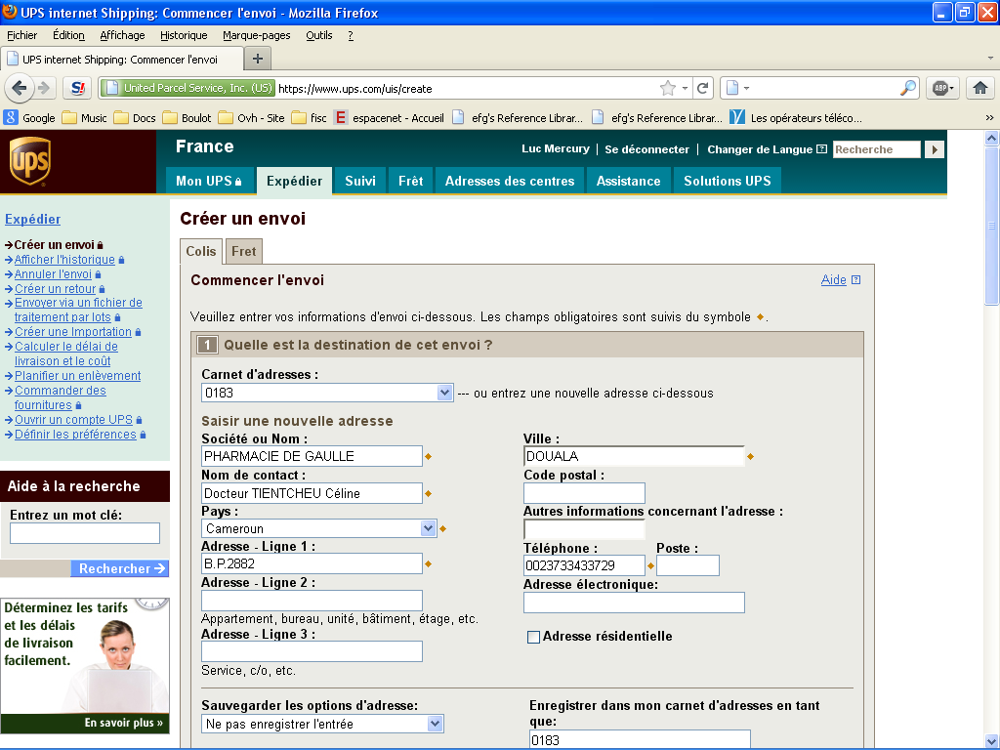 UPS internet Shipping: Commencer l'envoi - Mozilla Firefox
Fichier Édition Affichage Historique Marque-pages Outils ?
UPS internet Shipping: Commencer l'envoi +
S! United Parcel Service, Inc. (US) https://www.ups.com/uis/create ABP
Google Music Docs Boulot Ovh - Site fisc espacenet - Accueil efg's Reference Librar... efg's Reference Librar... Les opérateurs téléco... »
ups
France
Luc Mercury | Se déconnecter | Changer de Langue ? Recherche
Mon UPS Expédier Suivi Frêt Adresses des centres Assistance Solutions UPS
Expédier
Créer un envoi
Afficher l'historique
Annuler l'envoi
Créer un retour
Envoyer via un fichier de
traitement par lots
Créer une Importation
Calculer le délai de
livraison et le coût
Planifier un enlèvement
Commander des
fournitures
Ouvrir un compte UPS
Définir les préférences
Aide à la recherche
Entrez un mot clé:
Rechercher
Déterminez les tarifs
et les délais
de livraison
facilement.
En savoir plus »
Créer un envoi
Colis Fret
Commencer l'envoi
Aide ?
Veuillez entrer vos informations d'envoi ci-dessous. Les champs obligatoires sont suivis du symbole .
1 Quelle est la destination de cet envoi ?
Carnet d'adresses :
0183 --- ou entrez une nouvelle adresse ci-dessous
Saisir une nouvelle adresse
Société ou Nom :
PHARMACIE DE GAULLE
Nom de contact :
Docteur TIENTCHEU Céline
Pays :
Cameroun
Adresse - Ligne 1 :
B.P.2882
Adresse - Ligne 2 :
Appartement, bureau, unité, bâtiment, étage, etc.
Adresse - Ligne 3 :
Service, c/o, etc.
Ville :
DOUALA
Code postal :
Autres informations concernant l'adresse :
Téléphone : Poste :
0023733433729
Adresse électronique:
Adresse résidentielle
Sauvegarder les options d'adresse:
Ne pas enregistrer l'entrée
Enregistrer dans mon carnet d'adresses en tant
que:
0183